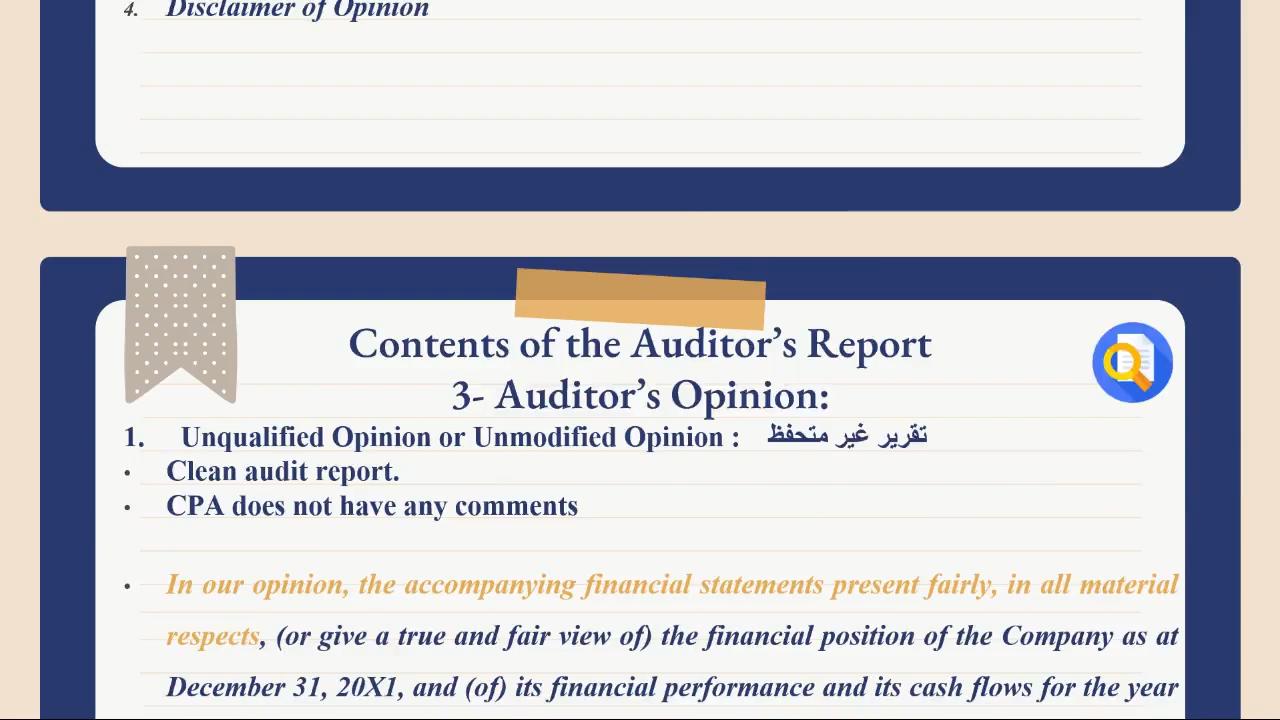 4. Disclaimer of Opinion
Contents of the Auditor’s Report
3- Auditor’s Opinion:
1. Unqualified Opinion or Unmodified Opinion : تقرير غير متحفظ
• Clean audit report.
• CPA does not have any comments
• In our opinion, the accompanying financial statements present fairly, in all material
respects, (or give a true and fair view of) the financial position of the Company as at
December 31, 20X1, and (of) its financial performance and its cash flows for the year